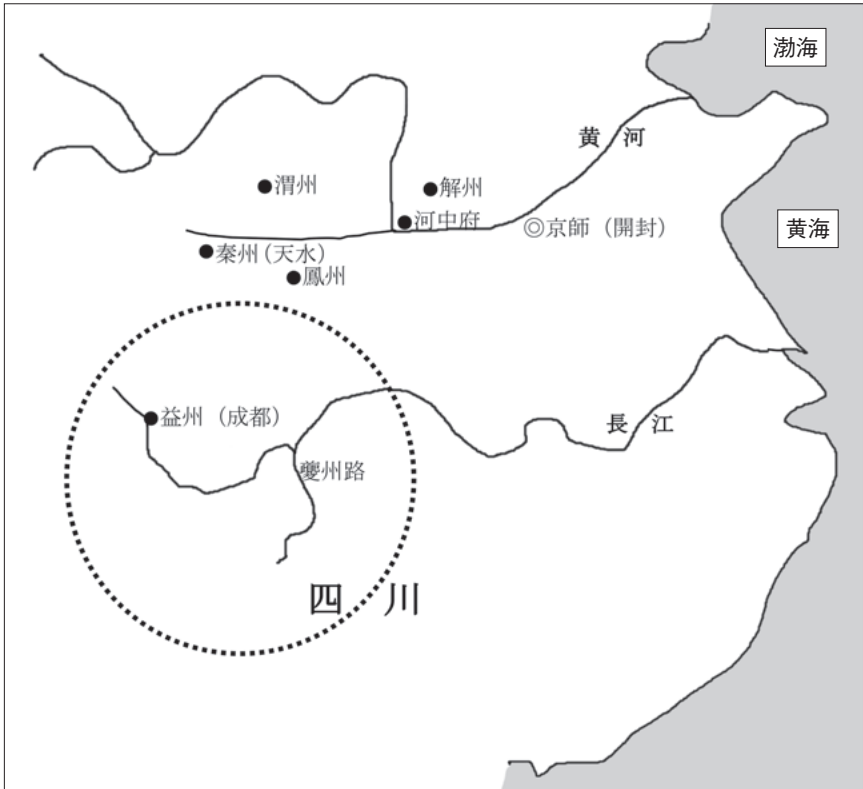 渤海
黄 河
渭州
解州
河中府
京師（開封）
黄海
秦州（天水）
鳳州
益州（成都）
長 江
夔州路
四 川